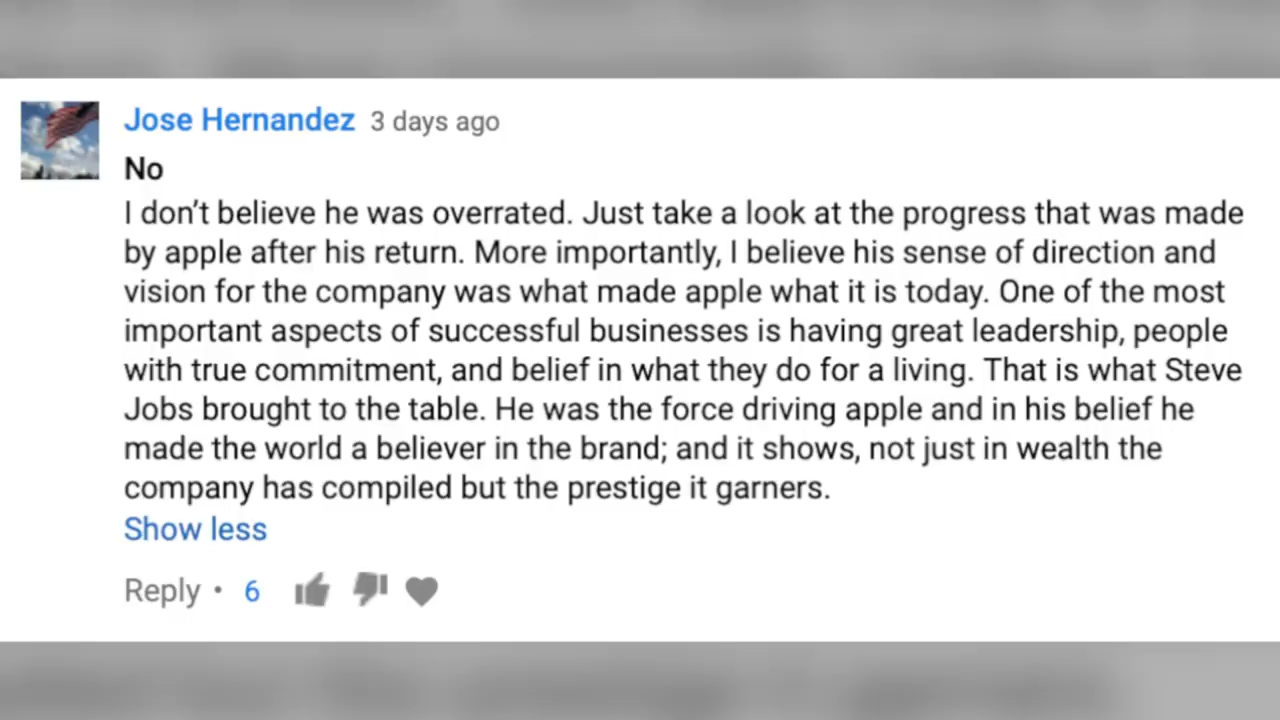 Jose Hernandez 3 days ago
No
I don’t believe he was overrated. Just take a look at the progress that was made
by apple after his return. More importantly, I believe his sense of direction and
vision for the company was what made apple what it is today. One of the most
important aspects of successful businesses is having great leadership, people
with true commitment, and belief in what they do for a living. That is what Steve
Jobs brought to the table. He was the force driving apple and in his belief he
made the world a believer in the brand; and it shows, not just in wealth the
company has compiled but the prestige it garners.
Show less
Reply • 6